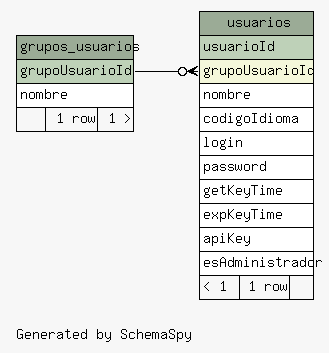 grupos_usuarios
grupoUsuarioId
nombre
1 row 1 >
usuarios
usuarioId
grupoUsuarioId
nombre
codigoIdioma
login
password
getKeyTime
expKeyTime
apiKey
esAdministrador
< 1 1 row
Generated by SchemaSpy